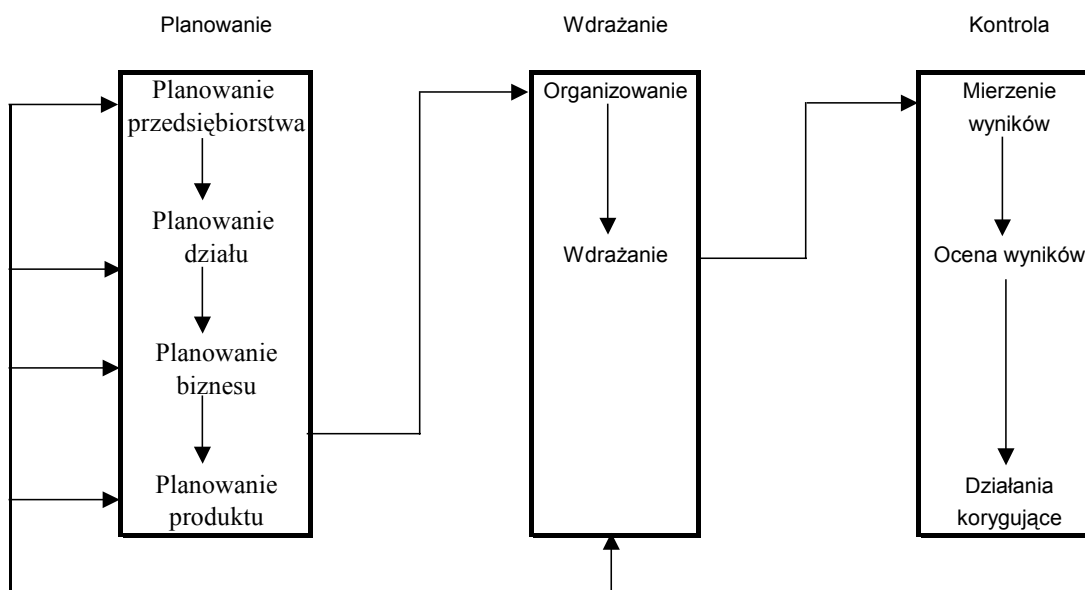 Planowanie
Wdrażanie
Kontrola
Planowanie
przedsiębiorstwa
Planowanie
działu
Planowanie
biznesu
Planowanie
produktu
Organizowanie
Wdrażanie
Mierzenie
wyników
Ocena wyników
Działania
korygujące